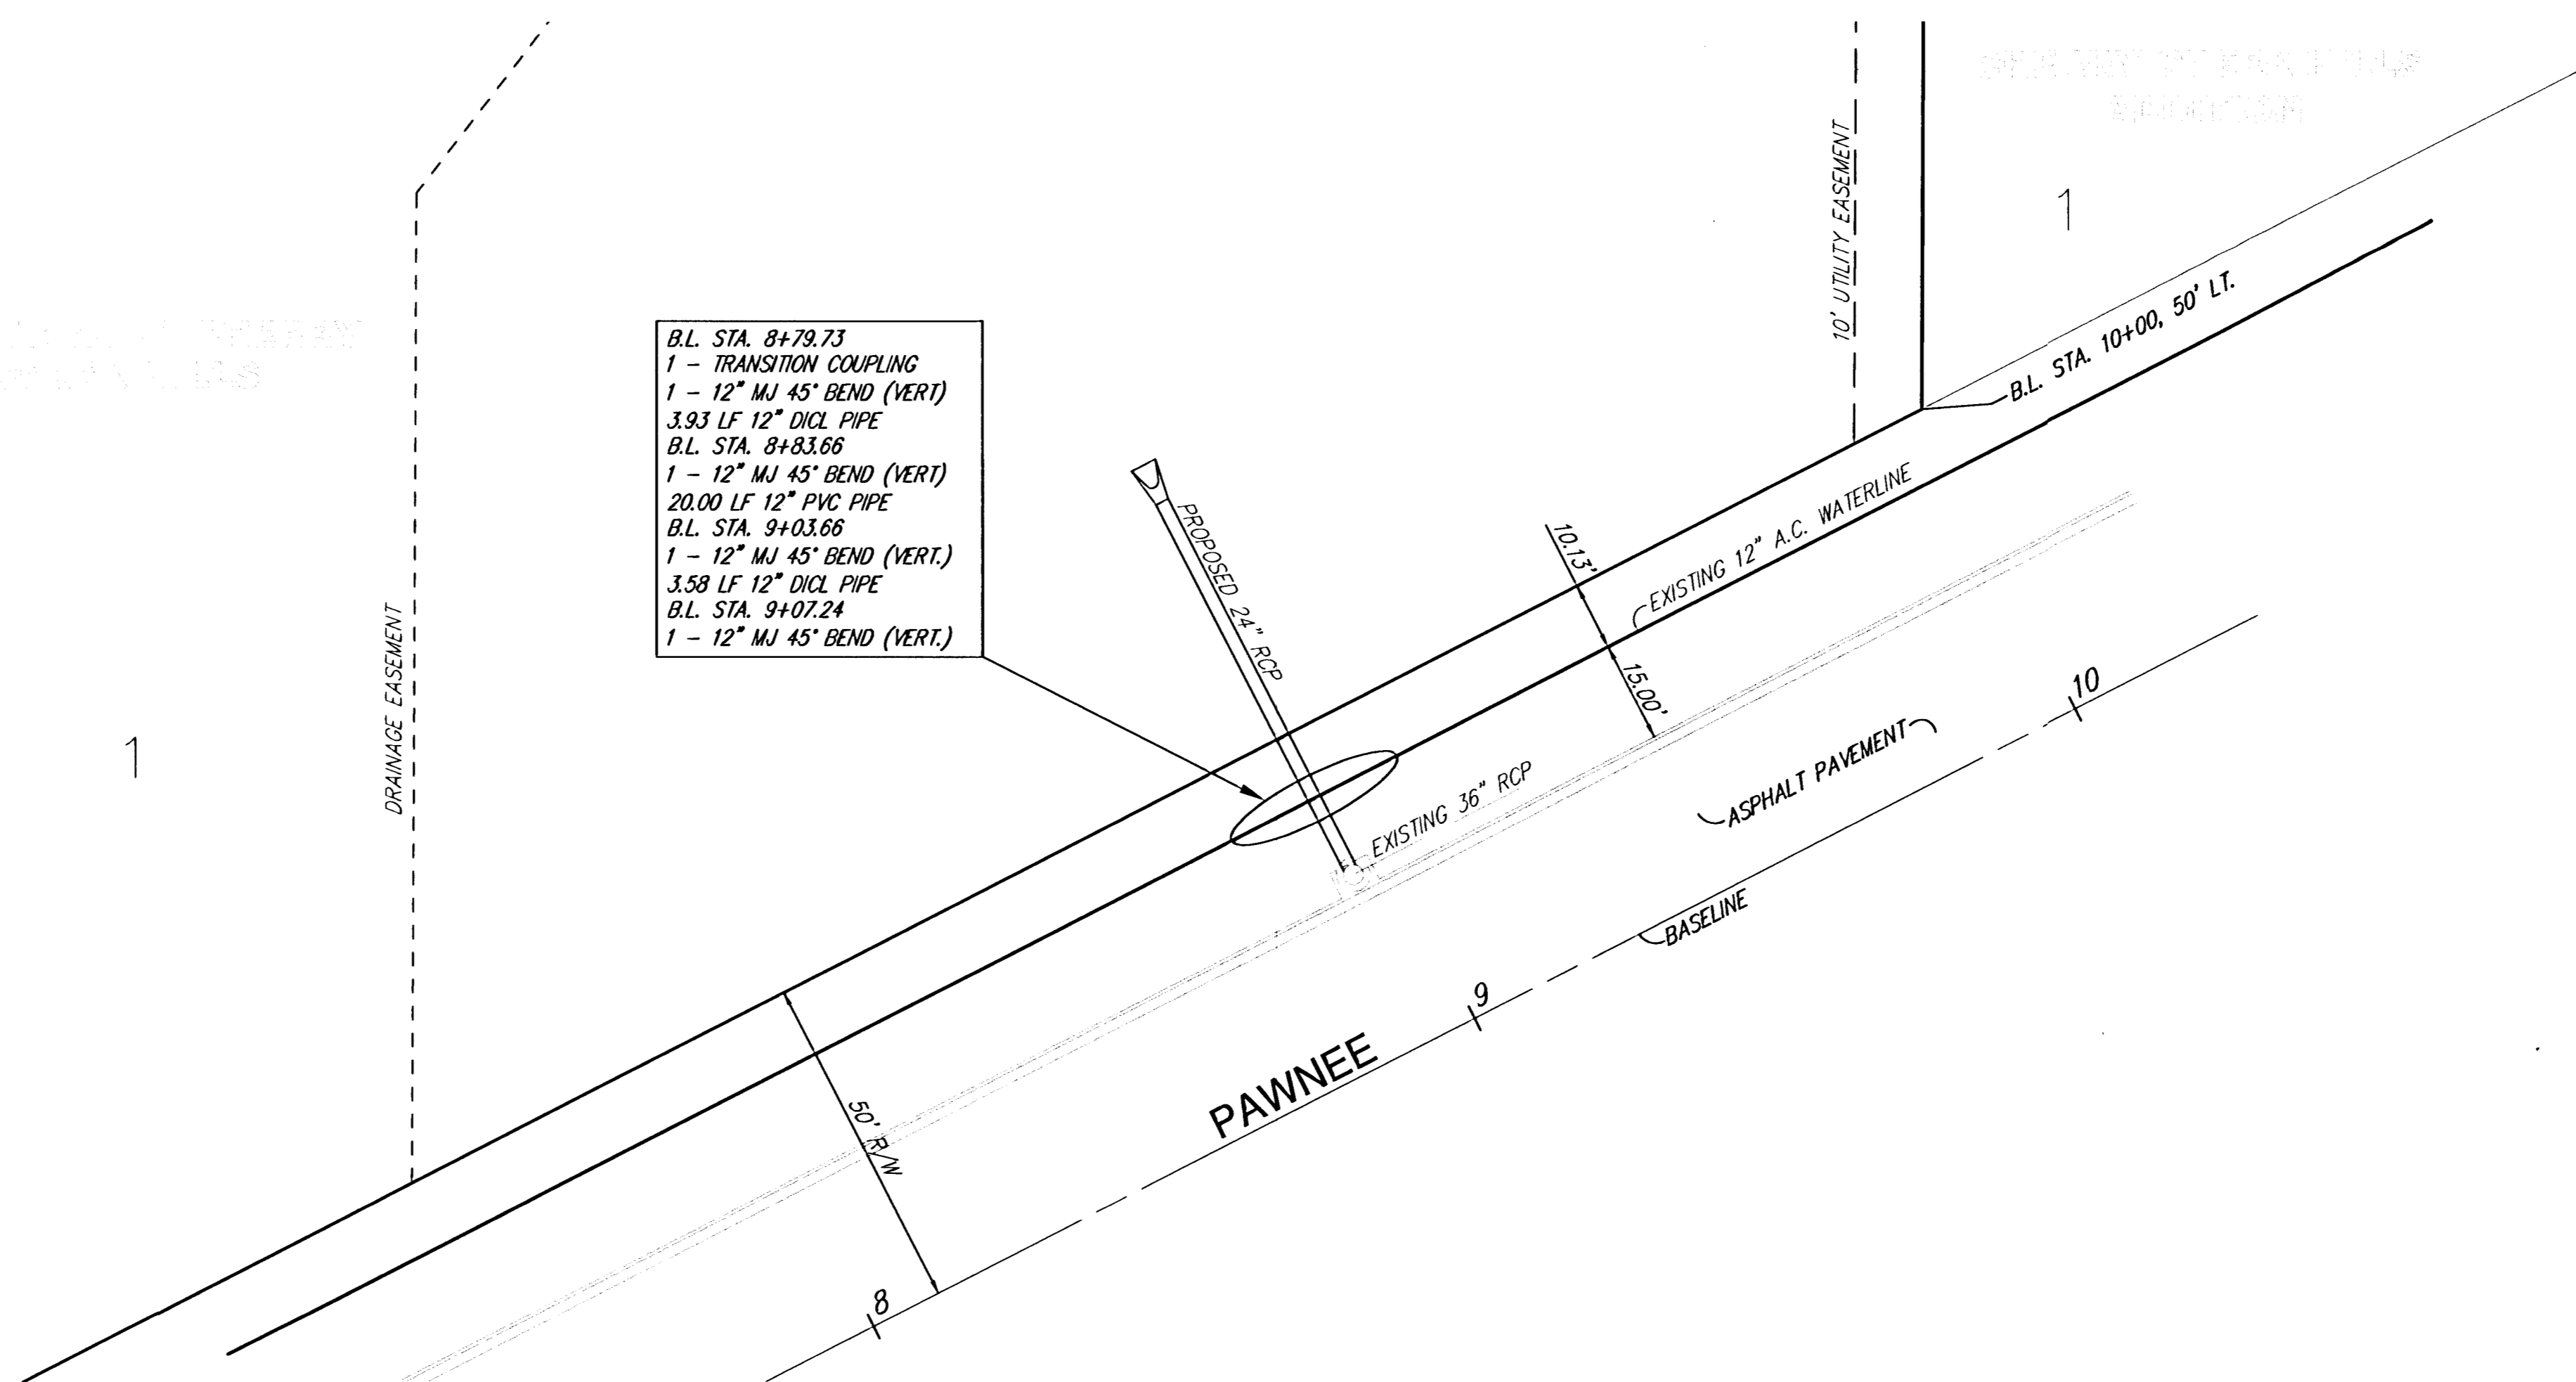 10' UTILITY EASEMENT
1
B.L. STA. 10+00, 50' LT.
B.L. STA. 8+79.73
1 - TRANSITION COUPLING
1 - 12" MJ 45° BEND (VERT)
3.93 LF 12" DICL PIPE
B.L. STA. 8+83.66
1 - 12" MJ 45° BEND (VERT)
20.00 LF 12" PVC PIPE
B.L. STA. 9+03.66
1 - 12" MJ 45° BEND (VERT.)
3.58 LF 12" DICL PIPE
B.L. STA. 9+07.24
1 - 12" MJ 45° BEND (VERT.)
PROPOSED 24" RCP
10.13'
EXISTING 12" A.C. WATERLINE
15.00'
DRAINAGE EASEMENT
1
EXISTING 36" RCP
10
ASPHALT PAVEMENT
BASELINE
9
PAWNEE
50' R/W
8